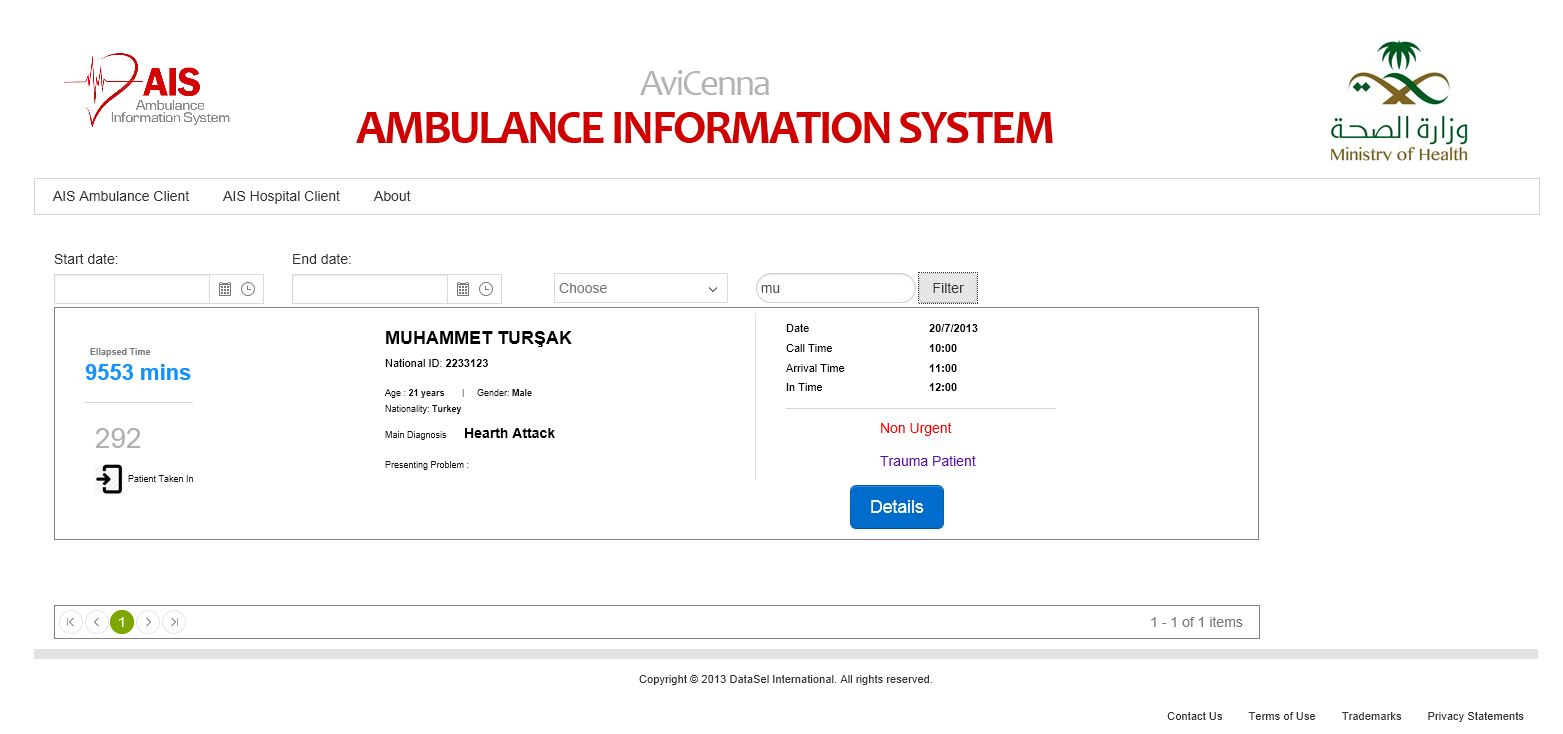 AIS
Ambulance
Information System
AviCenna
AMBULANCE INFORMATION SYSTEM
وزارة الصحة
Ministry of Health
AIS Ambulance Client AIS Hospital Client About
Start date: End date:
Choose mu Filter
Ellapsed Time
9553 mins
292
Patient Taken In
MUHAMMET TURŞAK
National ID: 2233123
Age : 21 years | Gender: Male
Nationality: Turkey
Main Diagnosis Hearth Attack
Presenting Problem :
Date 20/7/2013
Call Time 10:00
Arrival Time 11:00
In Time 12:00
Non Urgent
Trauma Patient
Details
1 1 - 1 of 1 items
Copyright © 2013 DataSel International. All rights reserved.
Contact Us Terms of Use Trademarks Privacy Statements